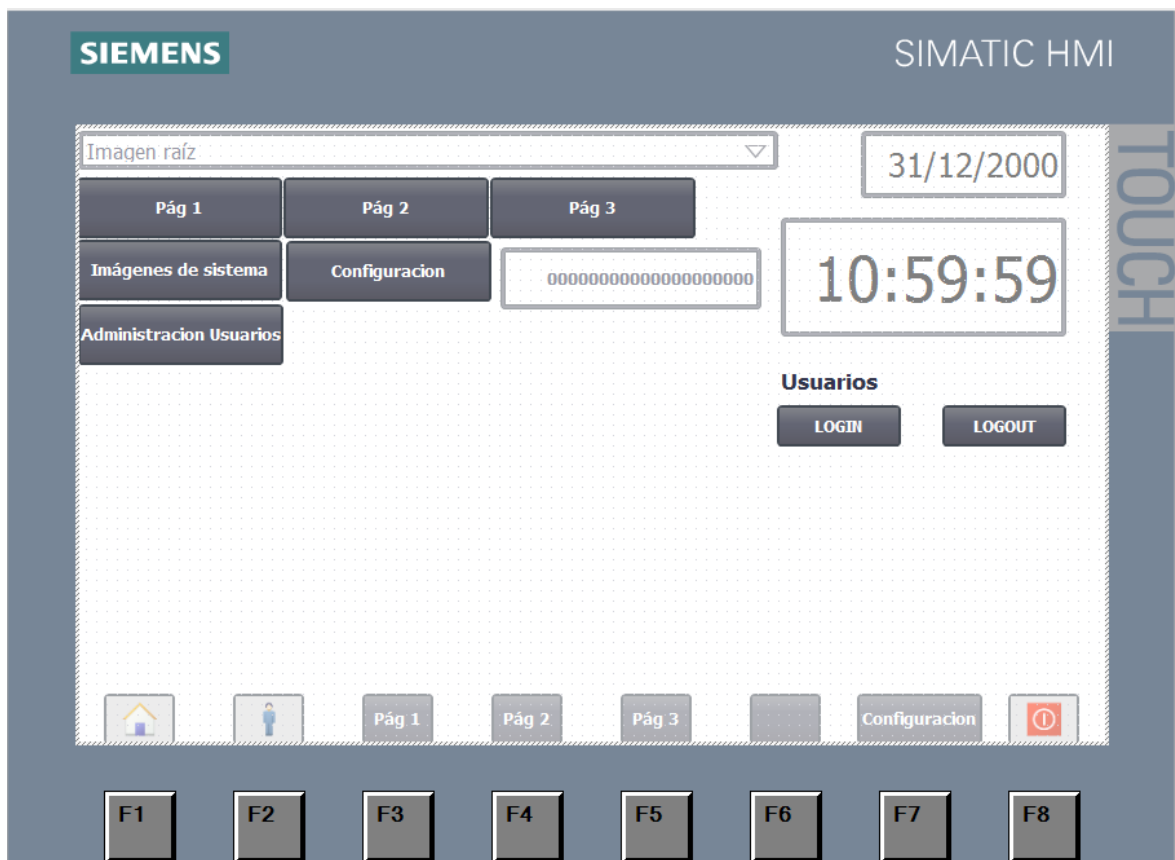 SIEMENS
SIMATIC HMI
TOUCH
Imagen raíz
31/12/2000
Pág 1
Pág 2
Pág 3
Imágenes de sistema
Configuracion
00000000000000000000
10:59:59
Administracion Usuarios
Usuarios
LOGIN
LOGOUT
Pág 1
Pág 2
Pág 3
Configuracion
F1
F2
F3
F4
F5
F6
F7
F8